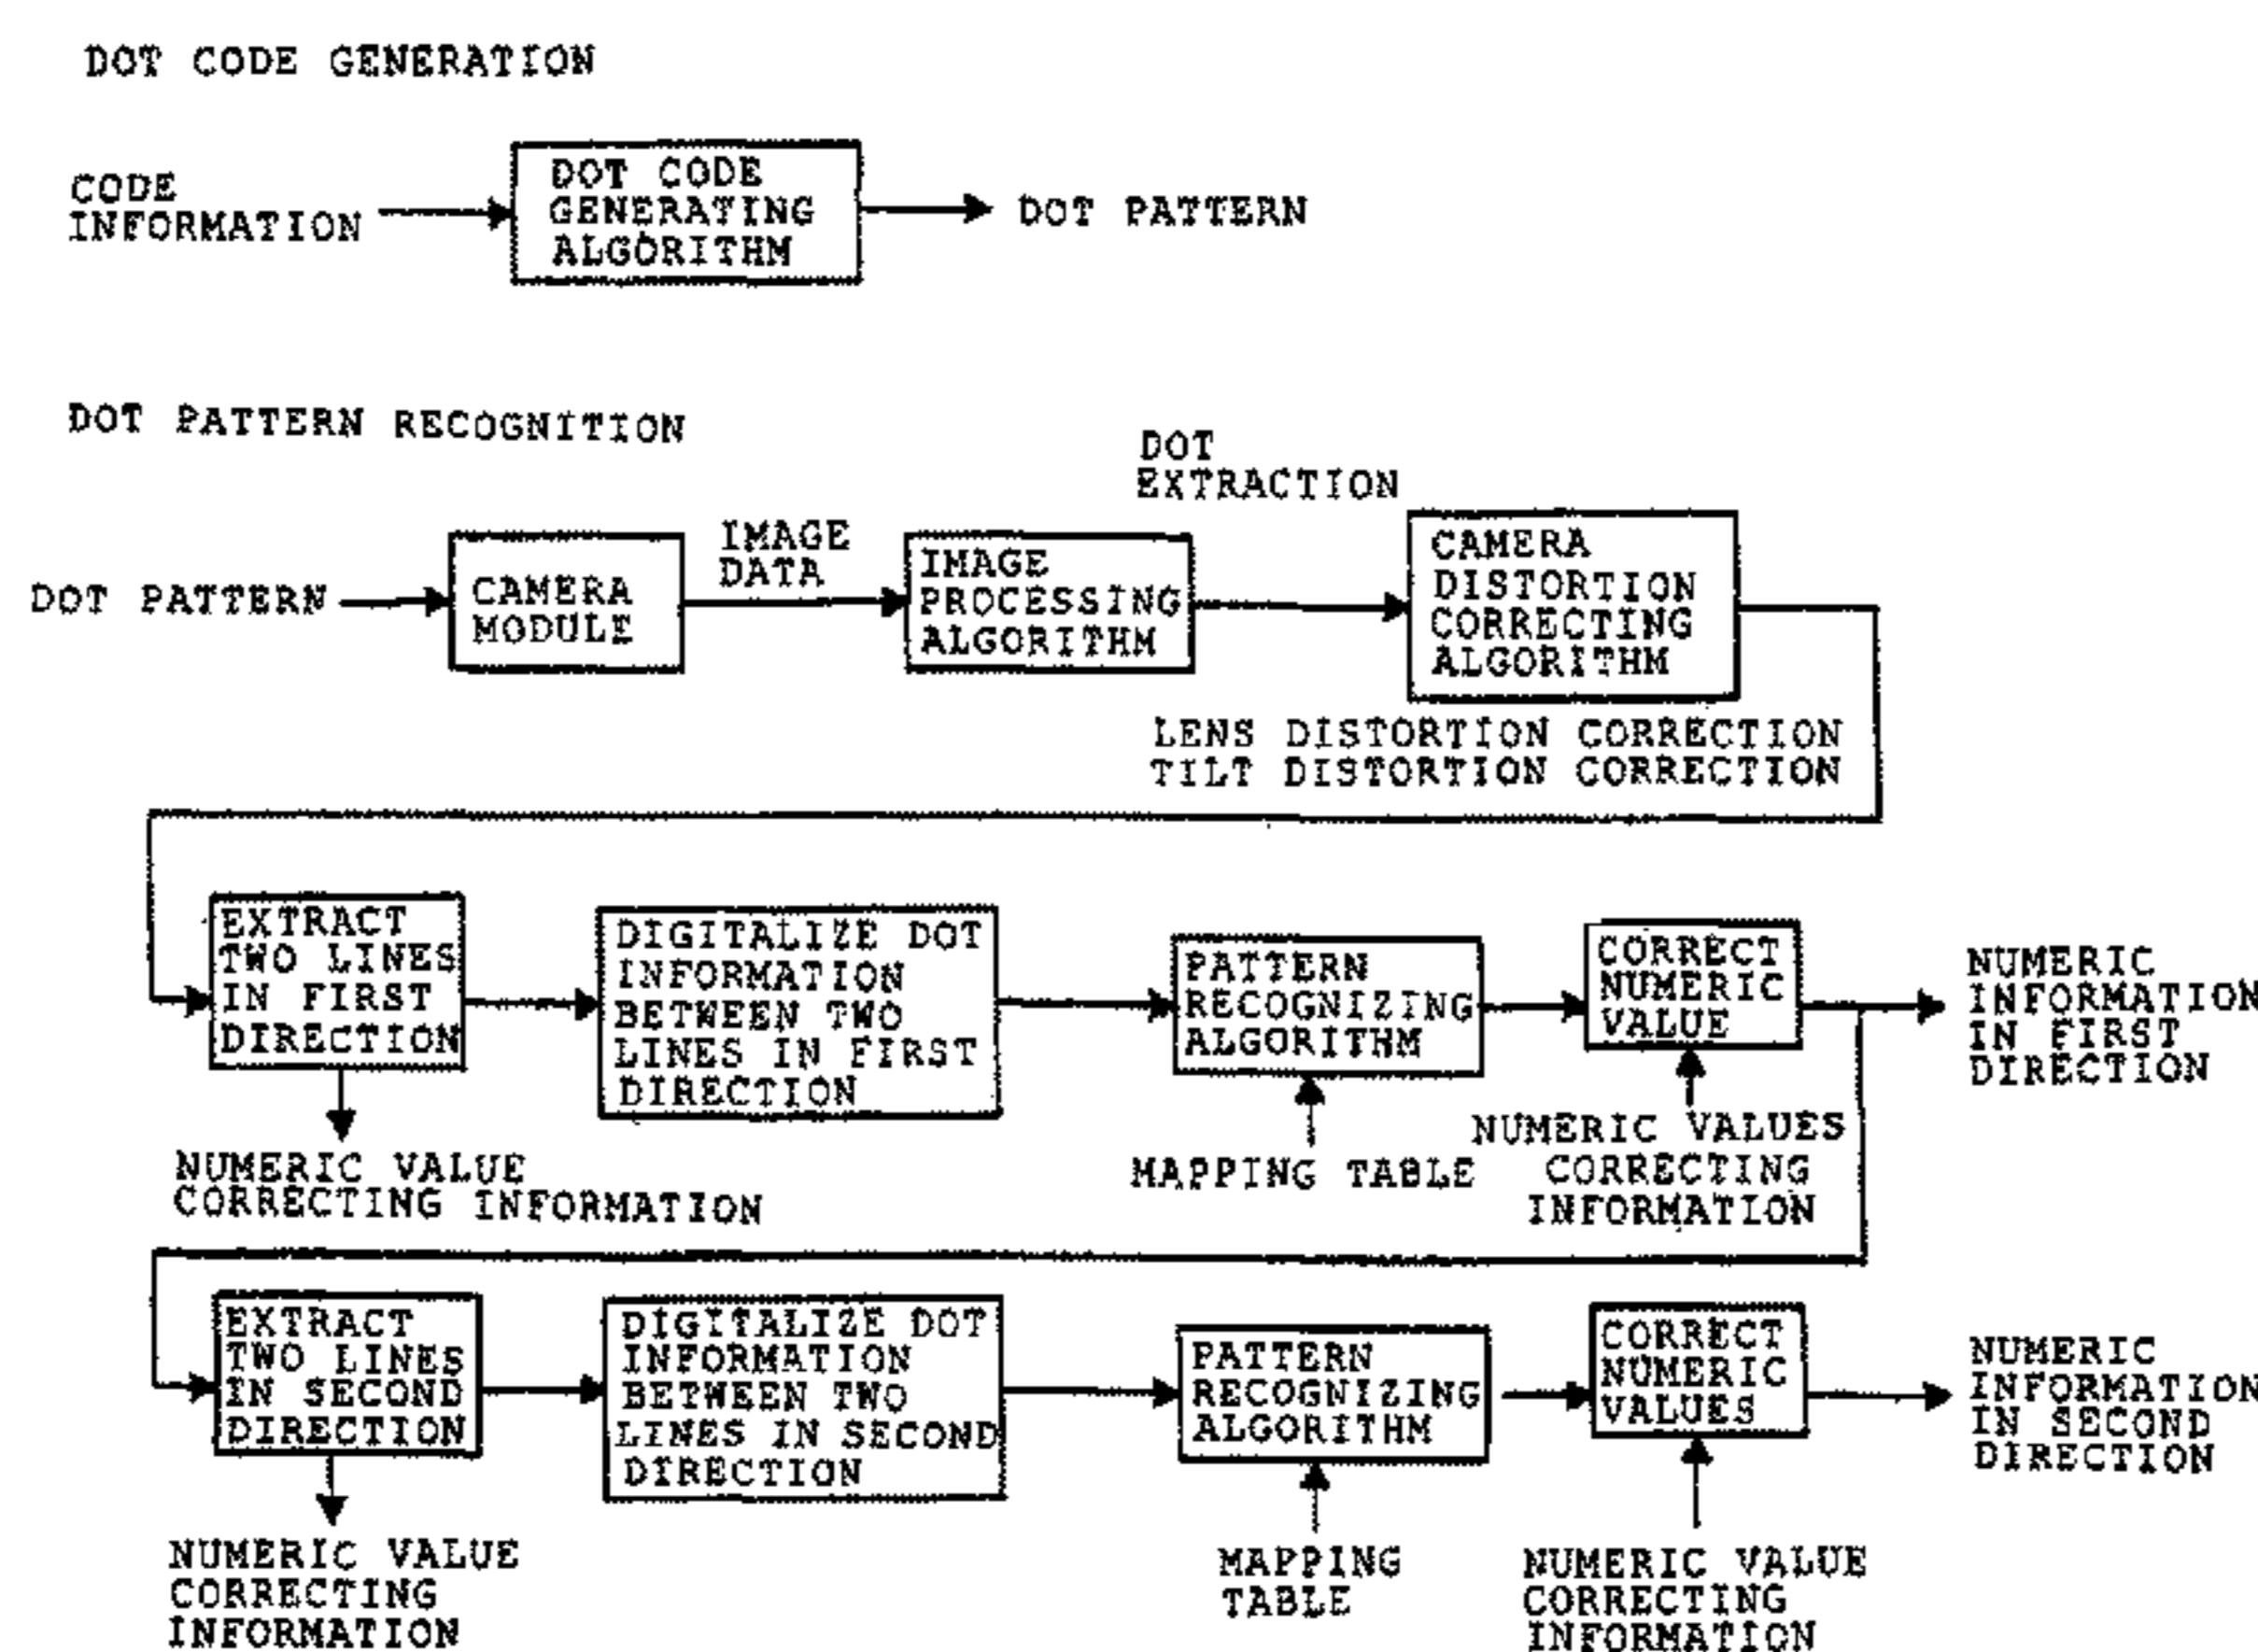 DOT CODE GENERATION
CODE
INFORMATION
DOT CODE
GENERATING
ALGORITHM
DOT PATTERN
DOT PATTERN RECOGNITION
DOT PATTERN
CAMERA
MODULE
IMAGE
DATA
IMAGE
PROCESSING
ALGORITHM
DOT
EXTRACTION
CAMERA
DISTORTION
CORRECTING
ALGORITHM
LENS DISTORTION CORRECTION
TILT DISTORTION CORRECTION
EXTRACT
TWO LINES
IN FIRST
DIRECTION
NUMERIC VALUE
CORRECTING INFORMATION
DIGITALIZE DOT
INFORMATION
BETWEEN TWO
LINES IN FIRST
DIRECTION
PATTERN
RECOGNIZING
ALGORITHM
MAPPING TABLE
CORRECT
NUMERIC
VALUE
NUMERIC VALUES
CORRECTING
INFORMATION
NUMERIC
INFORMATION
IN FIRST
DIRECTION
EXTRACT
TWO LINES
IN SECOND
DIRECTION
NUMERIC VALUE
CORRECTING
INFORMATION
DIGITALIZE DOT
INFORMATION
BETWEEN TWO
LINES IN SECOND
DIRECTION
PATTERN
RECOGNIZING
ALGORITHM
MAPPING
TABLE
CORRECT
NUMERIC
VALUES
NUMERIC VALUE
CORRECTING
INFORMATION
NUMERIC
INFORMATION
IN SECOND
DIRECTION